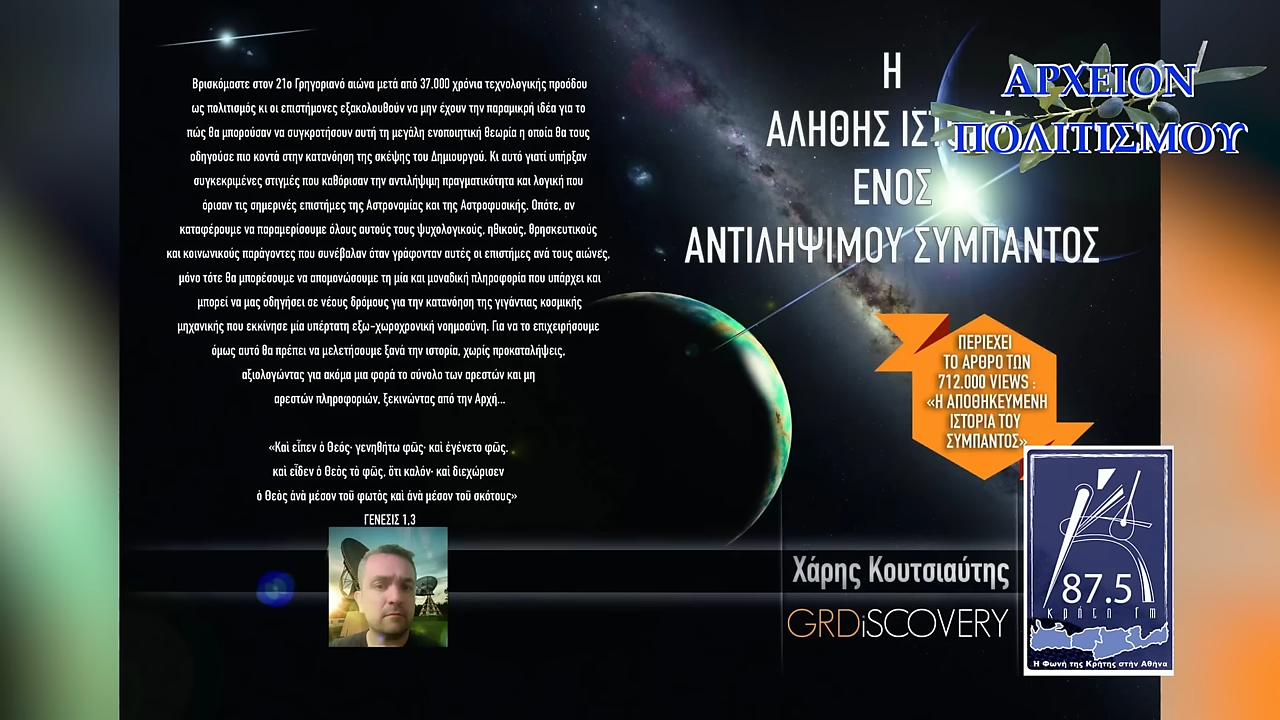 Βρισκόμαστε στον 21ο Γρηγοριανό αιώνα μετά από 37.000 χρόνια τεχνολογικής προόδου
ως πολιτισμός κι οι επιστήμονες εξακολουθούν να μην έχουν την παραμικρή ιδέα για το
πώς θα μπορούσαν να συγκροτήσουν αυτή τη μεγάλη ενοποιητική θεωρία η οποία θα τους
οδηγούσε πιο κοντά στην κατανόηση της σκέψης του Δημιουργού. Κι αυτό γιατί υπήρξαν
συγκεκριμένες στιγμές που καθόρισαν την αντιλήψιμη πραγματικότητα και λογική που
όρισαν τις σημερινές επιστήμες της Αστρονομίας και της Αστροφυσικής. Οπότε, αν
καταφέρουμε να παραμερίσουμε όλους αυτούς τους ψυχολογικούς, ηθικούς, θρησκευτικούς
και κοινωνικούς παράγοντες που συνέβαλαν όταν γράφονταν αυτές οι επιστήμες ανά τους αιώνες,
μόνο τότε θα μπορέσουμε να απομονώσουμε τη μία και μοναδική πληροφορία που υπάρχει και
μπορεί να μας οδηγήσει σε νέους δρόμους για την κατανόηση της γιγάντιας κοσμικής
μηχανικής που εκκίνησε μία υπέρτατη εξω-χωροχρονική νοημοσύνη. Για να το επιχειρήσουμε
όμως αυτό θα πρέπει να μελετήσουμε ξανά την ιστορία, χωρίς προκαταλήψεις,
αξιολογώντας για ακόμα μια φορά το σύνολο των αρεστών και μη
αρεστών πληροφοριών, ξεκινώντας από την Αρχή...
«Καὶ εἶπεν ὁ Θεός· γενηθήτω φῶς· καὶ ἐγένετο φῶς.
καὶ εἶδεν ὁ Θεὸς τὸ φῶς, ὅτι καλόν· καὶ διεχώρισεν
ὁ Θεὸς ἀνὰ μέσον τοῦ φωτὸς καὶ ἀνὰ μέσον τοῦ σκότους»
ΓΕΝΕΣΙΣ 1,3
Η
ΑΛΗΘΗΣ
ΕΝΟΣ
ΑΝΤΙΛΗΨΙΜΟΥ ΣΥΜΠΑΝΤΟΣ
ΑΡΧΕΙΟΝ
ΠΟΛΙΤΙΣΜΟΥ
ΠΕΡΙΕΧΕΙ
ΤΟ ΑΡΘΡΟ ΤΩΝ
712.000 VIEWS :
«Η ΑΠΟΘΗΚΕΥΜΕΝΗ
ΙΣΤΟΡΙΑ ΤΟΥ
ΣΥΜΠΑΝΤΟΣ»
Χάρης Κουτσιαύτης
GRDiSCOVERY
87.5
κρήτη fm
Η Φωνή της Κρήτης στήν Αθήνα